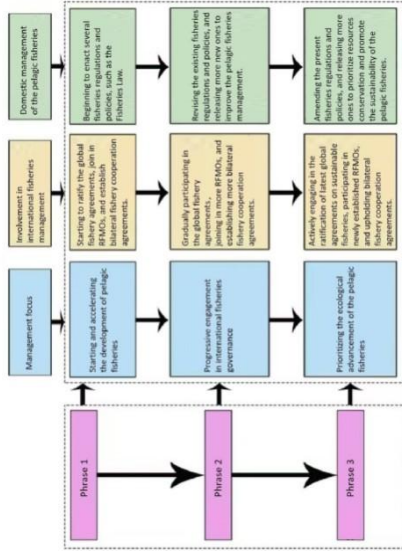 Domestic management
of the pelagic fisheries
Beginning to enact several
fisheries regulations and
policies, such as the
Fisheries Law.
Revising the existing fisheries
regulations and policies, and
releasing more new ones to
improve the pelagic fisheries
management.
Amending the present
fisheries regulations and
policies, and releasing more
ones to prioritize resources
conservation and promote
the sustainability of the
pelagic fisheries.
Involvement in
international fisheries
management
Starting to ratify the global
fishery agreements, join in
RFMOs, and establish
bilateral fishery cooperation
agreements.
Gradually participating in
the global fishery
agreements,
joining in more RFMOs, and
establishing more bilateral
fishery cooperation
agreements.
Actively engaging in the
ratification of latest global
agreements on sustainable
fisheries, participating in
newly established RFMOs,
and upholding bilateral
fishery cooperation
agreements.
Management focus
Starting and accelerating
the development of pelagic
fisheries
Progressive engagement
in international fisheries
governance
Prioritizing the ecological
advancement of the pelagic
fisheries
Phrase 1
Phrase 2
Phrase 3